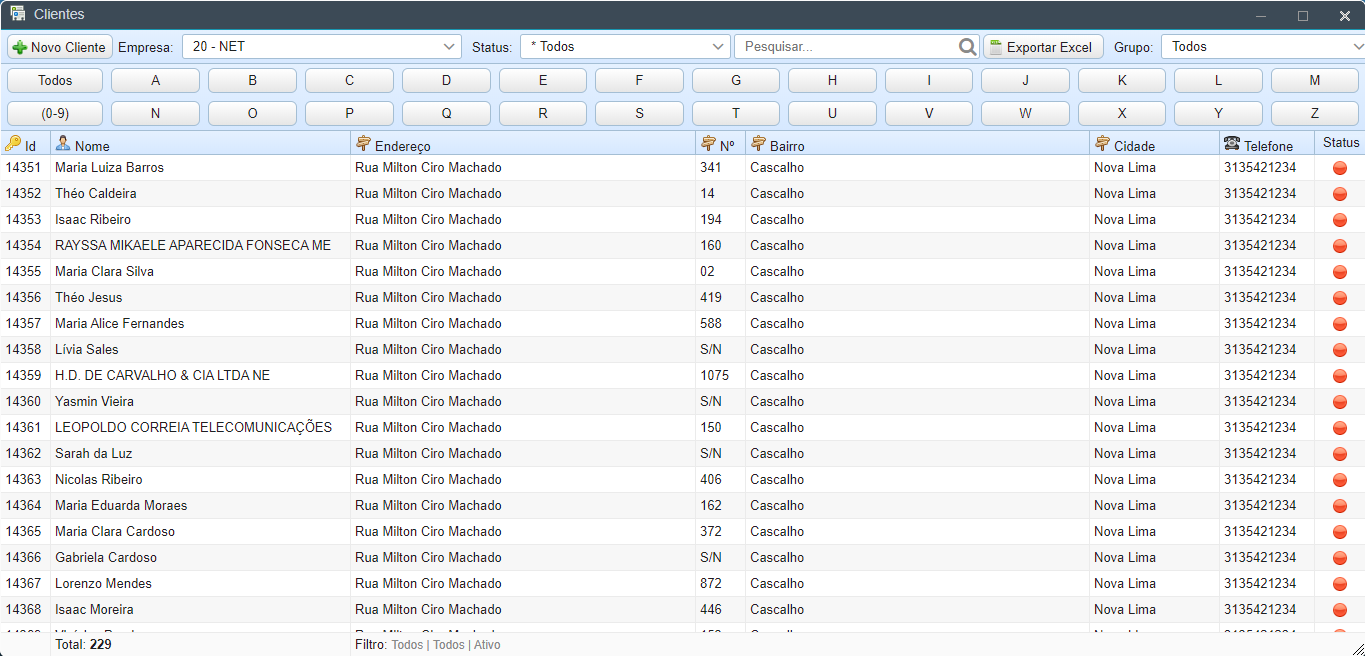 Clientes
Novo Cliente Empresa: 20 - NET Status: * Todos Pesquisar... Exportar Excel Grupo: Todos
Todos A B C D E F G H I J K L M
(0-9) N O P Q R S T U V W X Y Z
Id Nome Endereço Nº Bairro Cidade Telefone Status
14351 Maria Luiza Barros Rua Milton Ciro Machado 341 Cascalho Nova Lima 3135421234
14352 Théo Caldeira Rua Milton Ciro Machado 14 Cascalho Nova Lima 3135421234
14353 Isaac Ribeiro Rua Milton Ciro Machado 194 Cascalho Nova Lima 3135421234
14354 RAYSSA MIKAELE APARECIDA FONSECA ME Rua Milton Ciro Machado 160 Cascalho Nova Lima 3135421234
14355 Maria Clara Silva Rua Milton Ciro Machado 02 Cascalho Nova Lima 3135421234
14356 Théo Jesus Rua Milton Ciro Machado 419 Cascalho Nova Lima 3135421234
14357 Maria Alice Fernandes Rua Milton Ciro Machado 588 Cascalho Nova Lima 3135421234
14358 Lívia Sales Rua Milton Ciro Machado S/N Cascalho Nova Lima 3135421234
14359 H.D. DE CARVALHO & CIA LTDA NE Rua Milton Ciro Machado 1075 Cascalho Nova Lima 3135421234
14360 Yasmin Vieira Rua Milton Ciro Machado S/N Cascalho Nova Lima 3135421234
14361 LEOPOLDO CORREIA TELECOMUNICAÇÕES Rua Milton Ciro Machado 150 Cascalho Nova Lima 3135421234
14362 Sarah da Luz Rua Milton Ciro Machado S/N Cascalho Nova Lima 3135421234
14363 Nicolas Ribeiro Rua Milton Ciro Machado 406 Cascalho Nova Lima 3135421234
14364 Maria Eduarda Moraes Rua Milton Ciro Machado 162 Cascalho Nova Lima 3135421234
14365 Maria Clara Cardoso Rua Milton Ciro Machado 372 Cascalho Nova Lima 3135421234
14366 Gabriela Cardoso Rua Milton Ciro Machado S/N Cascalho Nova Lima 3135421234
14367 Lorenzo Mendes Rua Milton Ciro Machado 872 Cascalho Nova Lima 3135421234
14368 Isaac Moreira Rua Milton Ciro Machado 446 Cascalho Nova Lima 3135421234
Total: 229 Filtro: Todos | Todos | Ativo